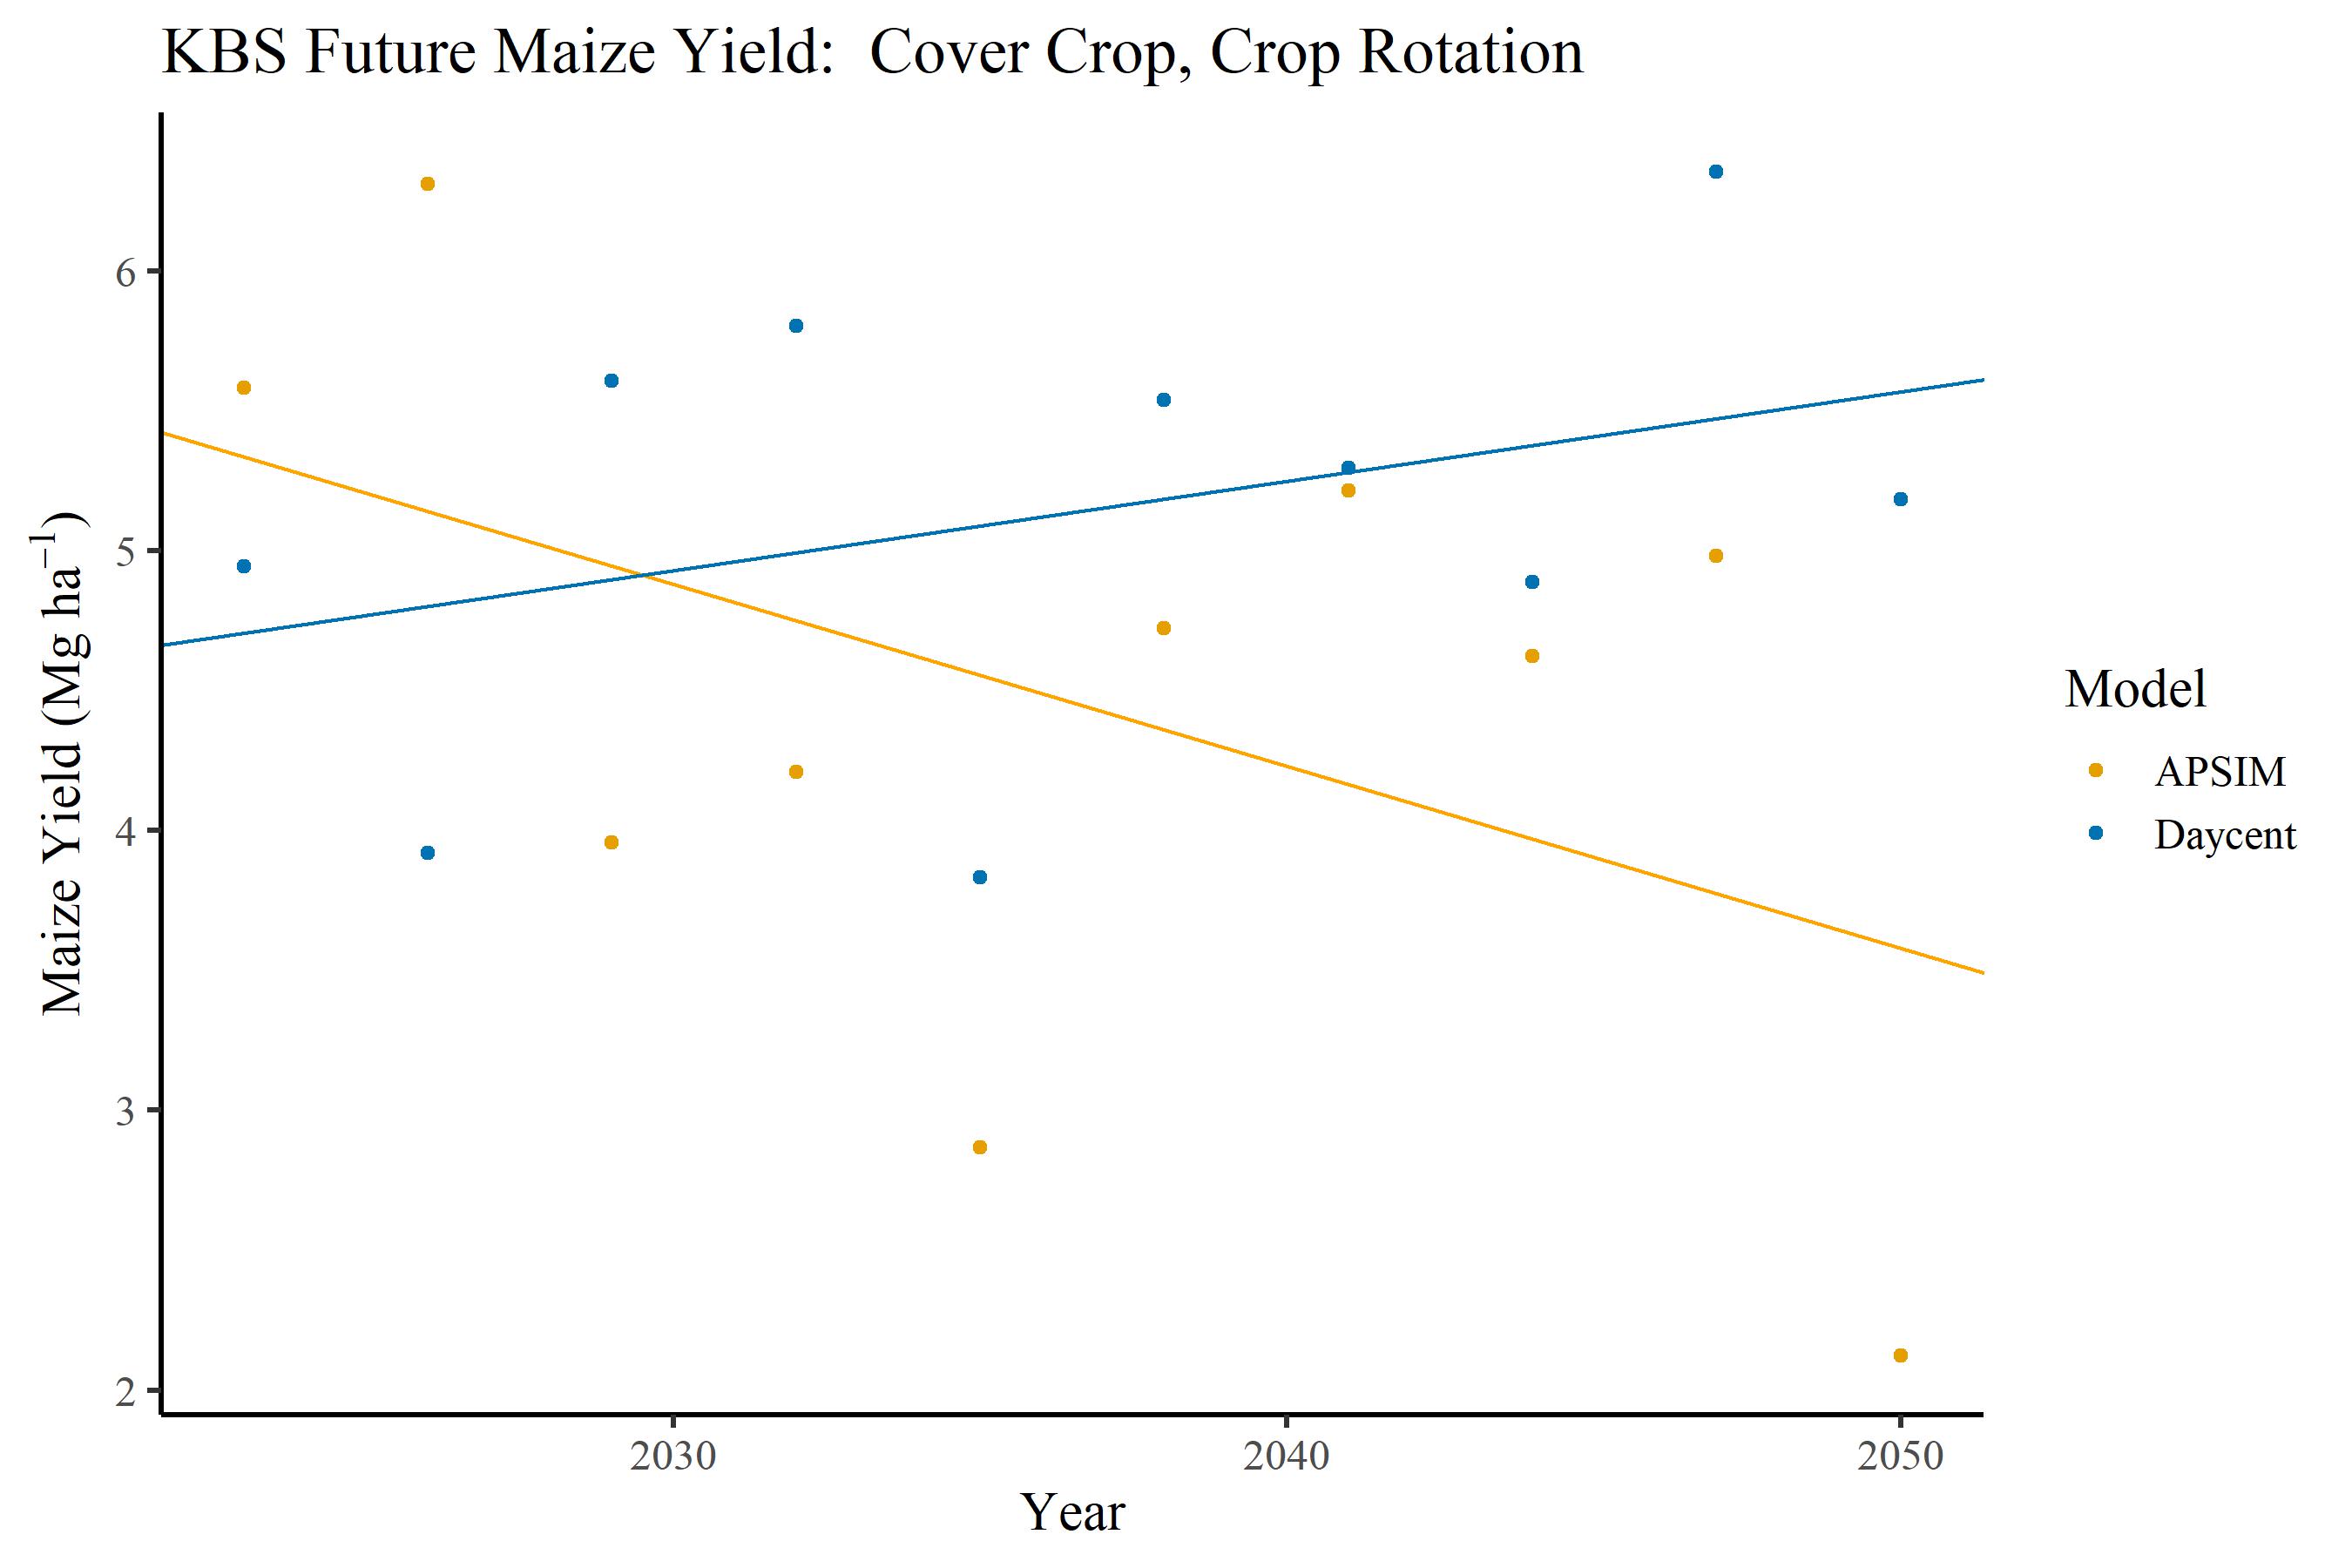 KBS Future Maize Yield:  Cover Crop, Crop Rotation
Maize Yield (Mg ha⁻¹)
6
5
4
3
2
2030
2040
2050
Year
Model
APSIM
Daycent